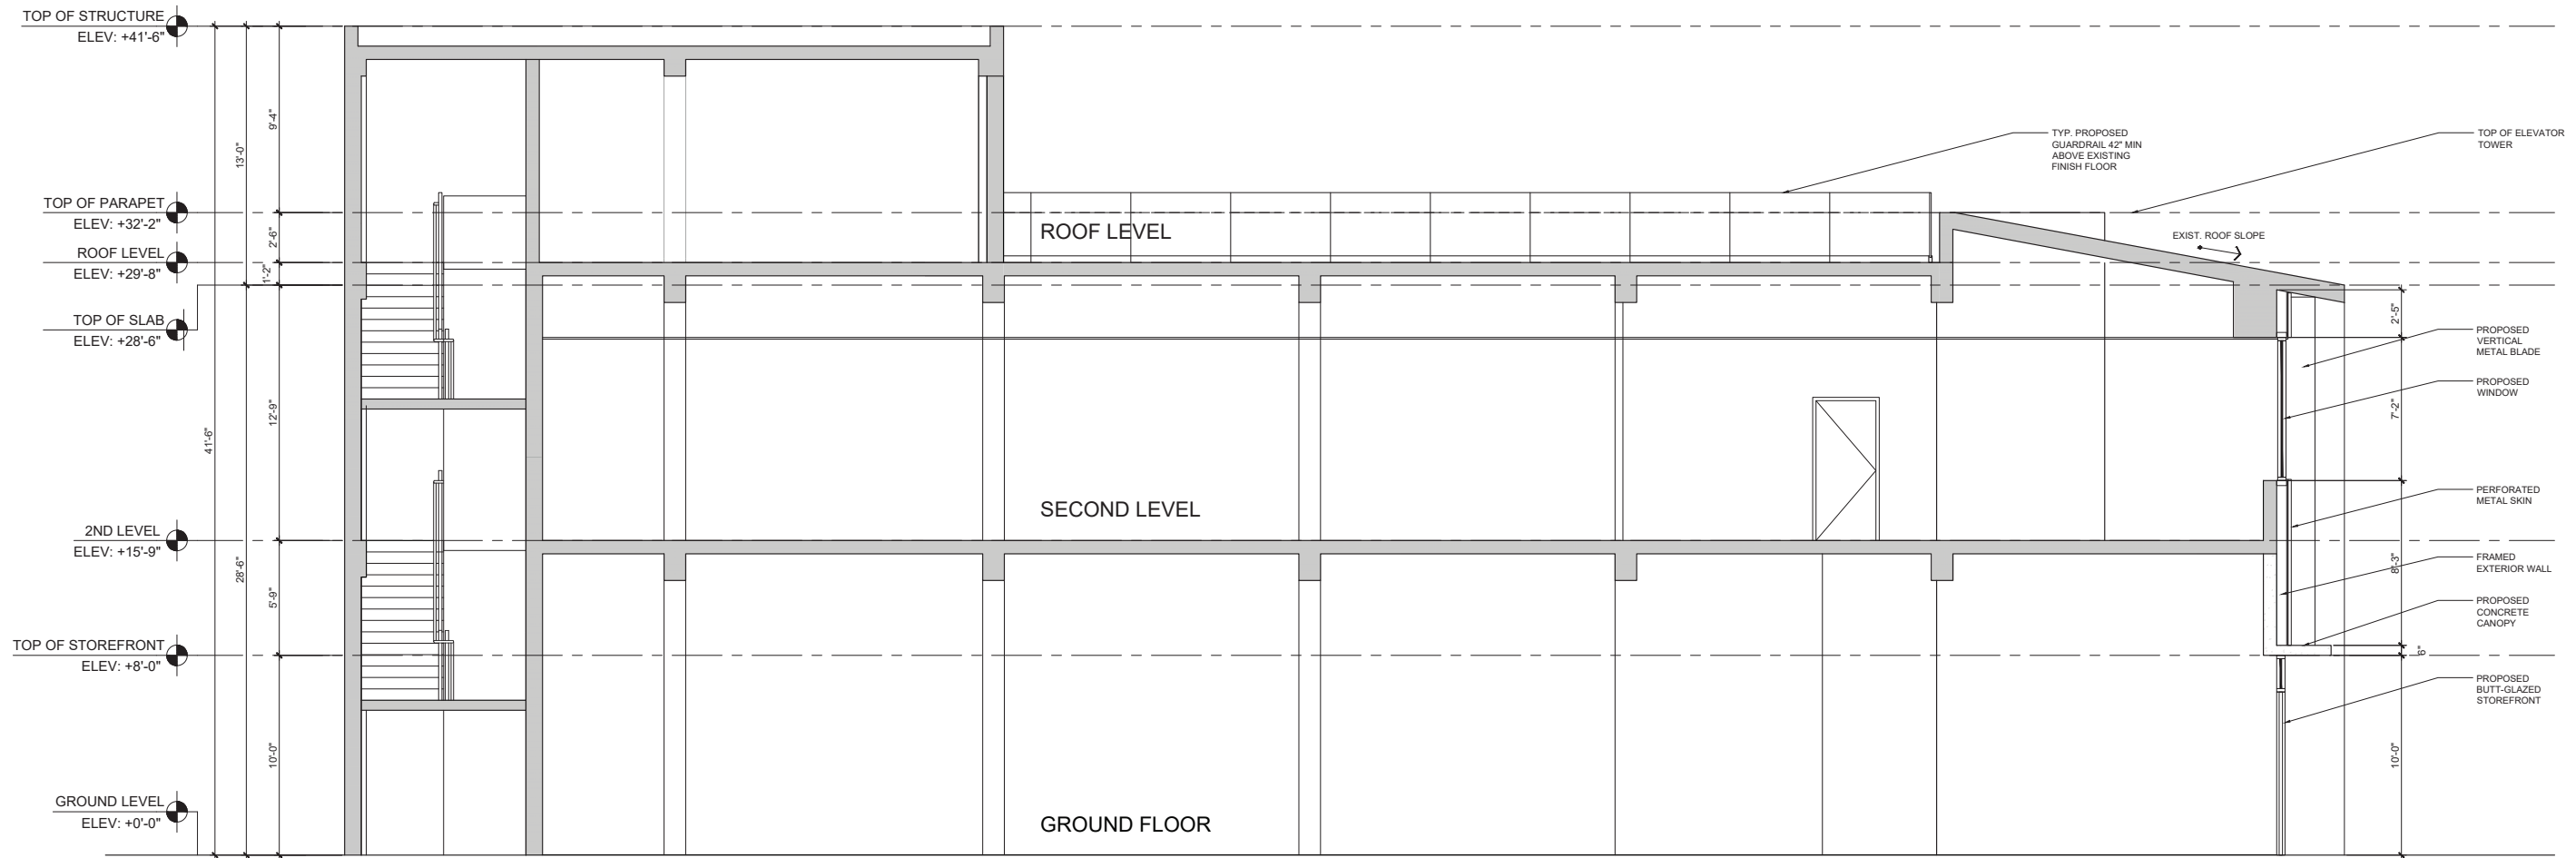 TOP OF STRUCTURE
ELEV: +41'-6"
TOP OF PARAPET
ELEV: +32'-2"
ROOF LEVEL
ELEV: +29'-8"
TOP OF SLAB
ELEV: +28'-6"
2ND LEVEL
ELEV: +15'-9"
TOP OF STOREFRONT
ELEV: +8'-0"
GROUND LEVEL
ELEV: +0'-0"
41'-6"
13'-0"
28'-6"
9'-4"
2'-6"
1'-2"
12'-9"
5'-9"
10'-0"
ROOF LEVEL
SECOND LEVEL
GROUND FLOOR
TYP. PROPOSED
GUARDRAIL 42" MIN
ABOVE EXISTING
FINISH FLOOR
EXIST. ROOF SLOPE
TOP OF ELEVATOR
TOWER
PROPOSED
VERTICAL
METAL BLADE
PROPOSED
WINDOW
PERFORATED
METAL SKIN
FRAMED
EXTERIOR WALL
PROPOSED
CONCRETE
CANOPY
PROPOSED
BUTT-GLAZED
STOREFRONT
2'-5"
7'-2"
8'-3"
6"
10'-0"